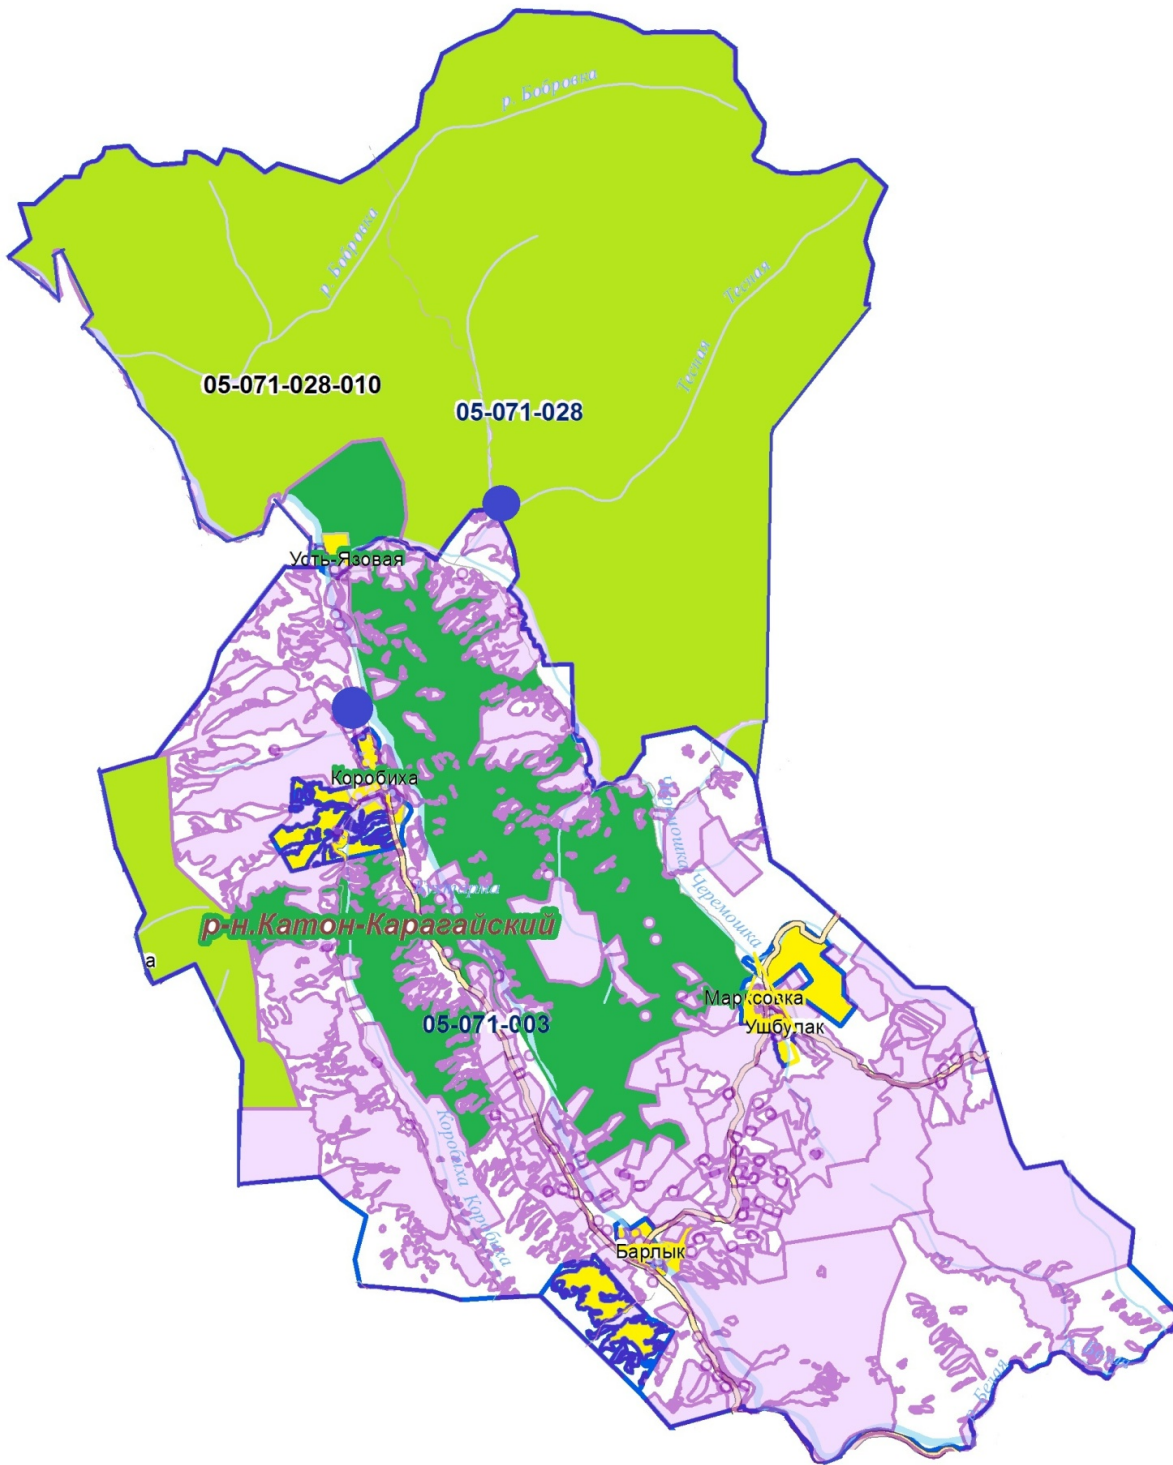 р. Бобровка
р. Бобровка
Тесная
Тесная
05-071-028-010
05-071-028
Усть-Язовая
Коробиха
Черемошка
Черемошка
р-н.Катон-Карагайский
а
Марксовка
05-071-003
Ушбулак
Коробиха
Коробиха
Барлык
Белая